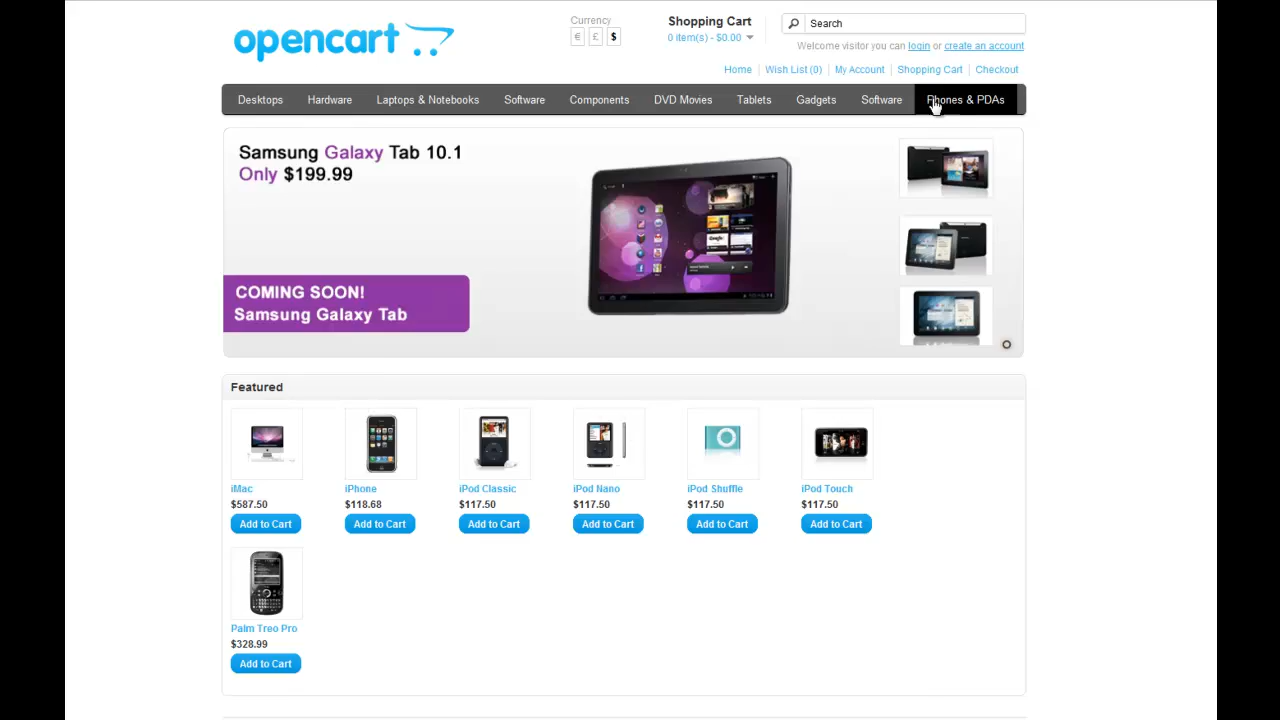 opencart
Currency
€ £ $
Shopping Cart
0 item(s) - $0.00
Search
Welcome visitor you can login or create an account
Home Wish List (0) My Account Shopping Cart Checkout
Desktops Hardware Laptops & Notebooks Software Components DVD Movies Tablets Gadgets Software Phones & PDAs
Samsung Galaxy Tab 10.1
Only $199.99
COMING SOON!
Samsung Galaxy Tab
Featured
iMac iPhone iPod Classic iPod Nano iPod Shuffle iPod Touch
$587.50 $118.68 $117.50 $117.50 $117.50 $117.50
Add to Cart Add to Cart Add to Cart Add to Cart Add to Cart Add to Cart
Palm Treo Pro
$328.99
Add to Cart